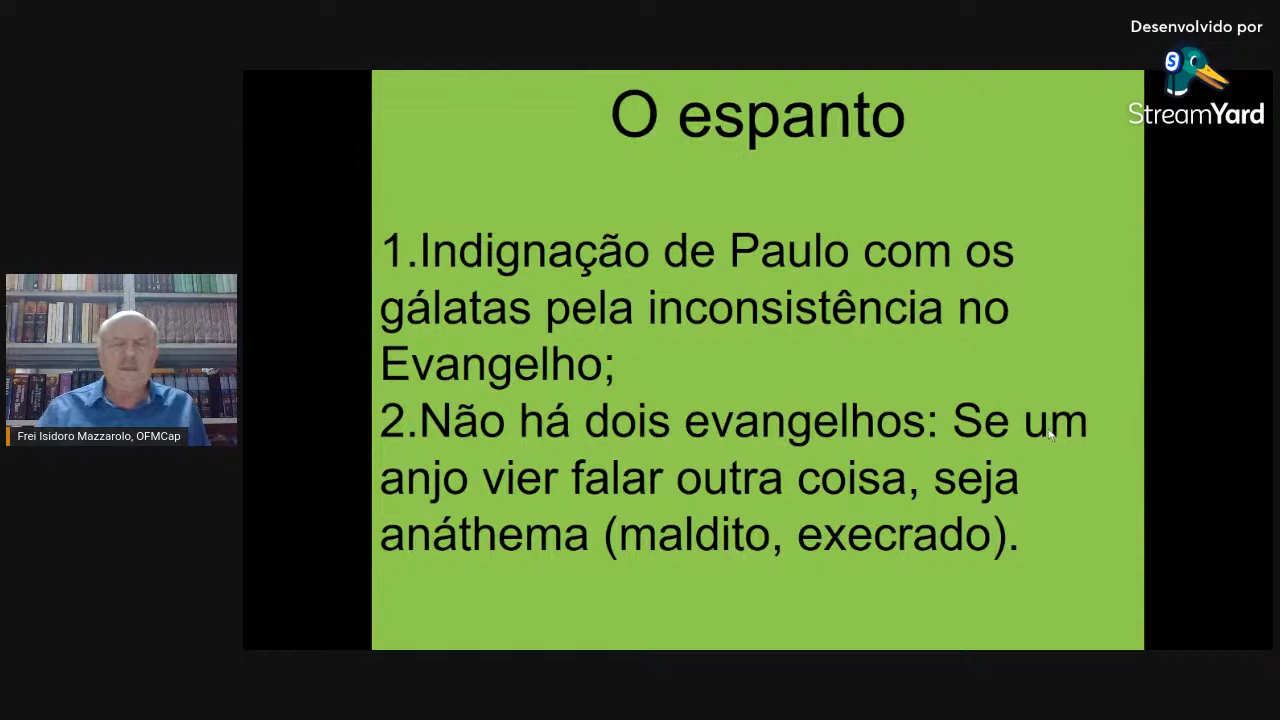 Desenvolvido por
StreamYard
O espanto
1.Indignação de Paulo com os
gálatas pela inconsistência no
Evangelho;
2.Não há dois evangelhos: Se um
anjo vier falar outra coisa, seja
anáthema (maldito, execrado).
Frei Isidoro Mazzarolo, OFMCap